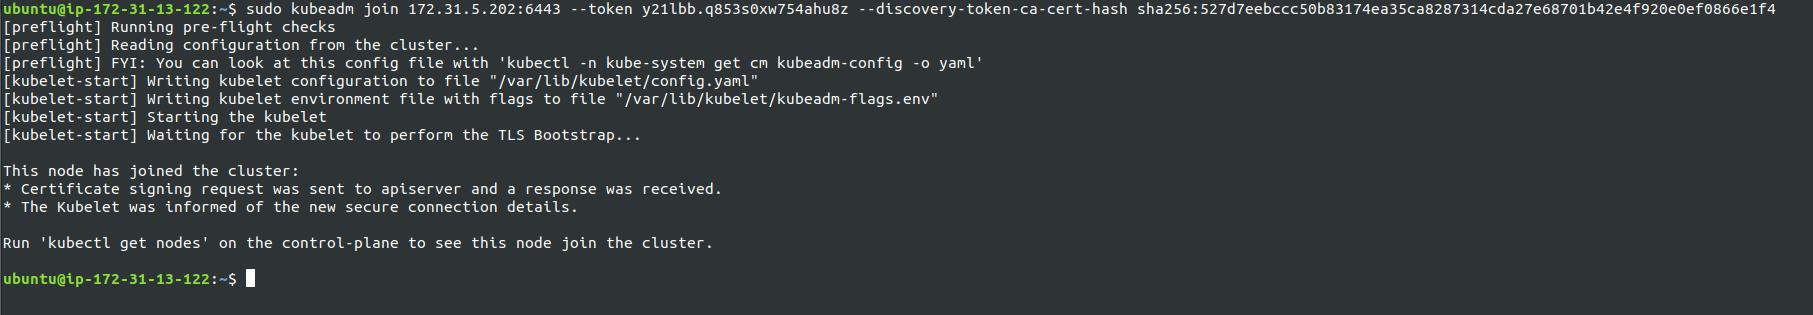 ubuntu@ip-172-31-13-122:~$ sudo kubeadm join 172.31.5.202:6443 --token y21lbb.q853s0xw754ahu8z --discovery-token-ca-cert-hash sha256:527d7eebccc50b83174ea35ca8287314cda27e68701b42e4f920e0ef0866e1f4
[preflight] Running pre-flight checks
[preflight] Reading configuration from the cluster...
[preflight] FYI: You can look at this config file with 'kubectl -n kube-system get cm kubeadm-config -o yaml'
[kubelet-start] Writing kubelet configuration to file "/var/lib/kubelet/config.yaml"
[kubelet-start] Writing kubelet environment file with flags to file "/var/lib/kubelet/kubeadm-flags.env"
[kubelet-start] Starting the kubelet
[kubelet-start] Waiting for the kubelet to perform the TLS Bootstrap...
This node has joined the cluster:
* Certificate signing request was sent to apiserver and a response was received.
* The Kubelet was informed of the new secure connection details.
Run 'kubectl get nodes' on the control-plane to see this node join the cluster.
ubuntu@ip-172-31-13-122:~$